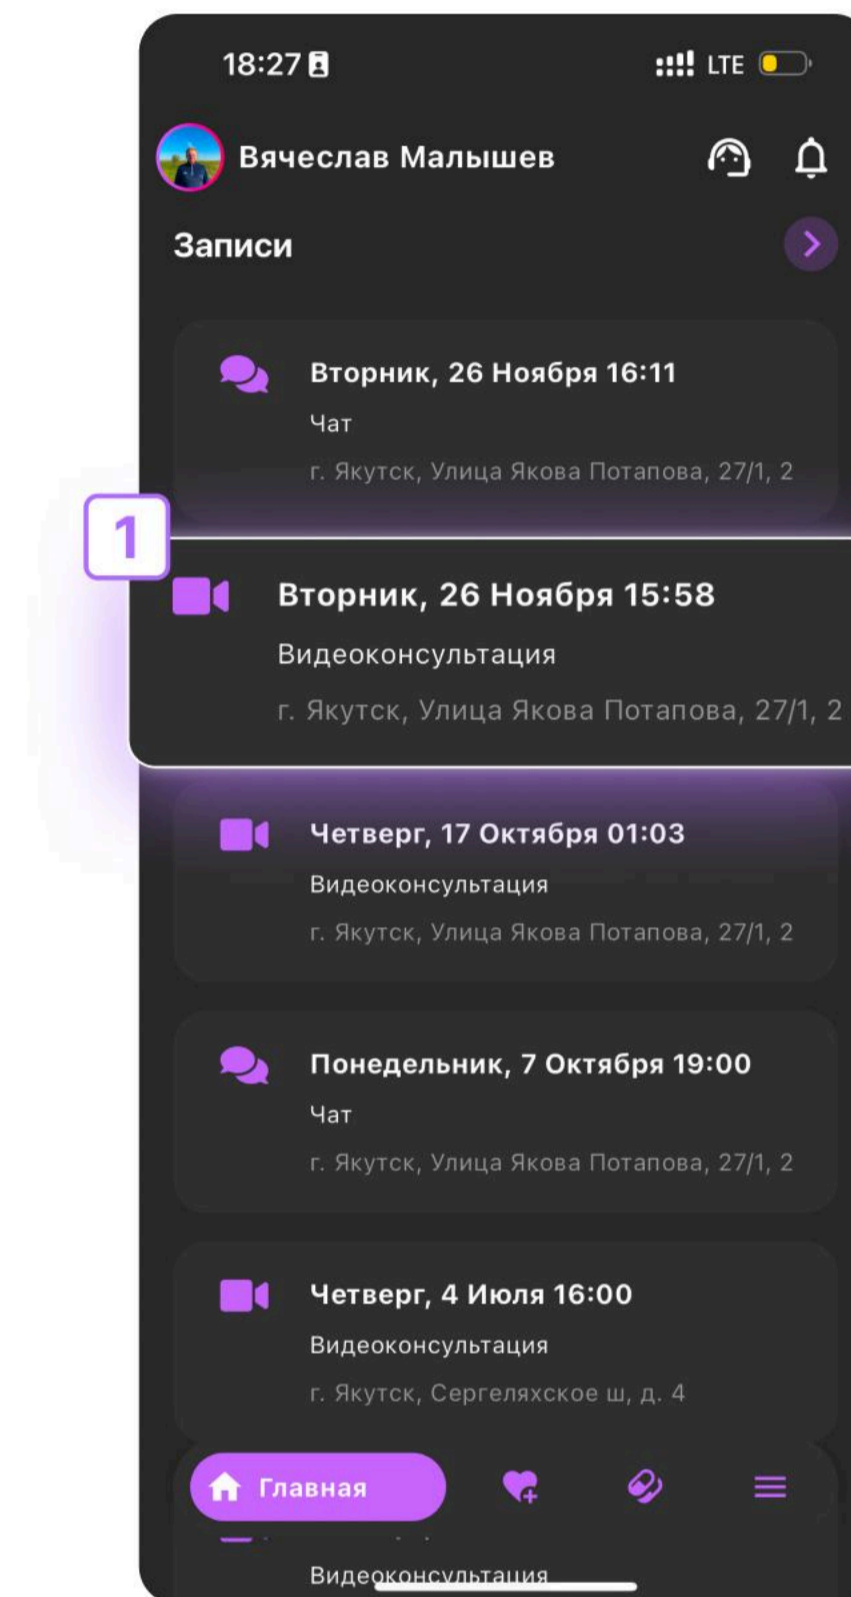 18:27
LTE
Вячеслав Малышев
Записи
Вторник, 26 Ноября 16:11
Чат
г. Якутск, Улица Якова Потапова, 27/1, 2
1
Вторник, 26 Ноября 15:58
Видеоконсультация
г. Якутск, Улица Якова Потапова, 27/1, 2
Четверг, 17 Октября 01:03
Видеоконсультация
г. Якутск, Улица Якова Потапова, 27/1, 2
Понедельник, 7 Октября 19:00
Чат
г. Якутск, Улица Якова Потапова, 27/1, 2
Четверг, 4 Июля 16:00
Видеоконсультация
г. Якутск, Сергеляхское ш, д. 4
Главная
Видеоконсультация